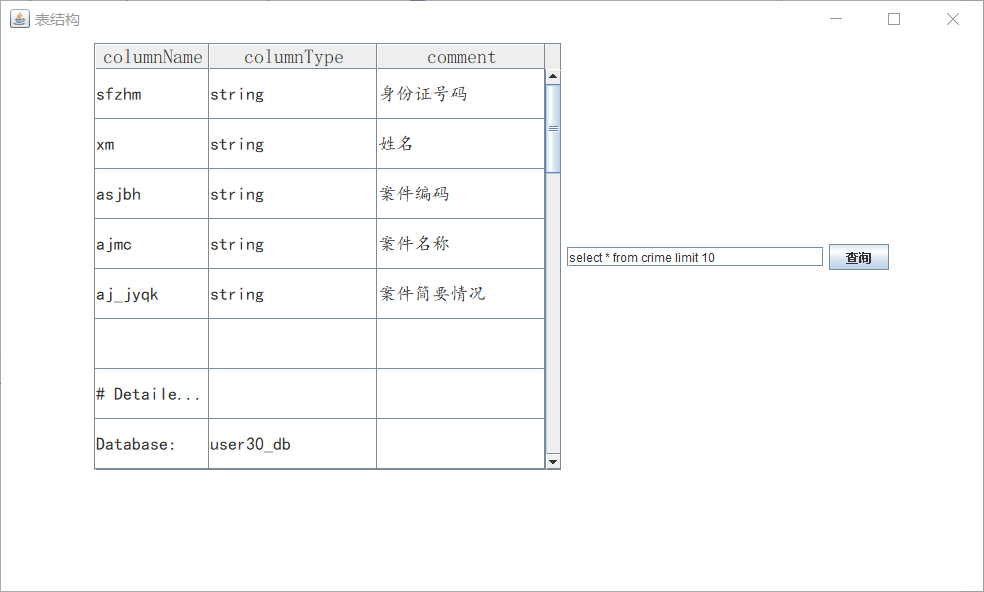 表结构
columnName columnType comment
sfzhm string 身份证号码
xm string 姓名
asjbh string 案件编码
ajmc string 案件名称
aj_jyqk string 案件简要情况
# Detaile...
Database: user30_db
select * from crime limit 10 查询